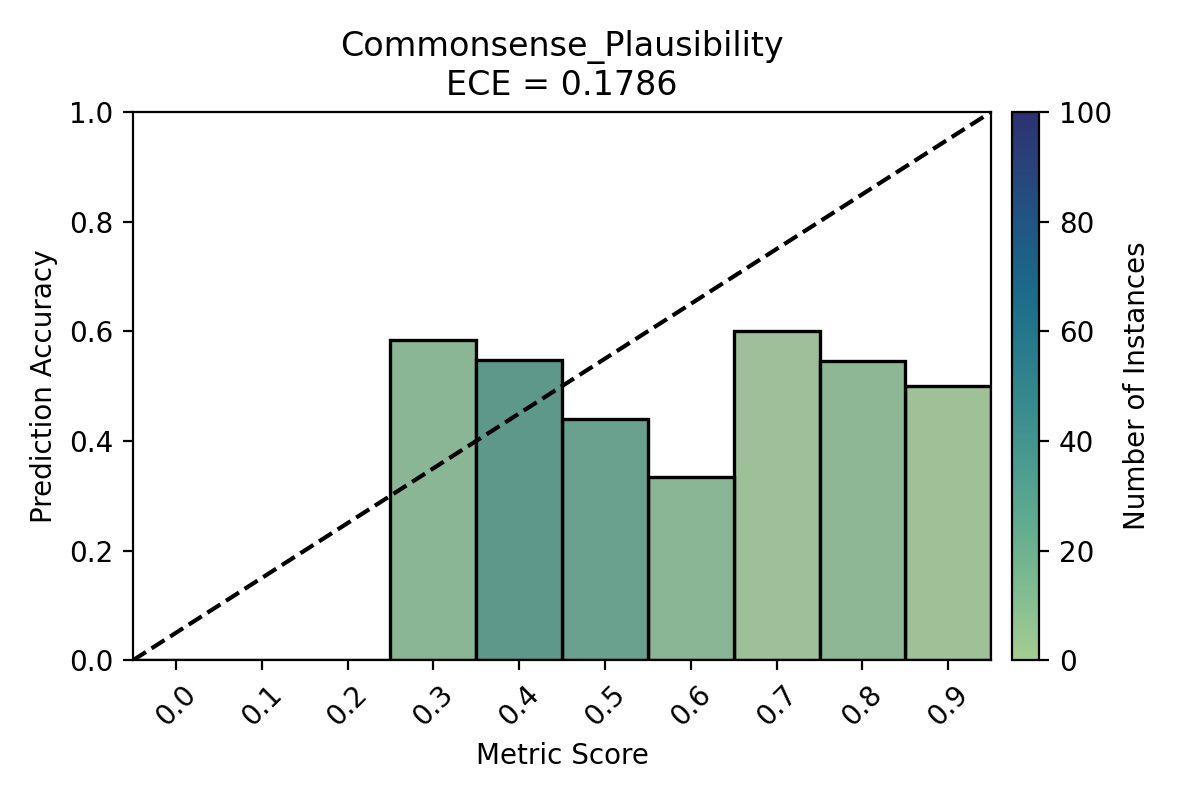 Commonsense_Plausibility
ECE = 0.1786
1.0
0.8
0.6
0.4
0.2
0.0
Prediction Accuracy
0.0 0.1 0.2 0.3 0.4 0.5 0.6 0.7 0.8 0.9
Metric Score
100
80
60
40
20
0
Number of Instances